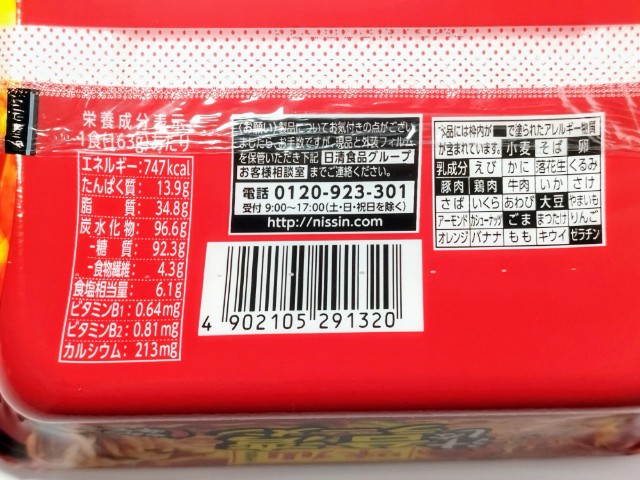 栄養成分表示
1食(163g)当たり
エネルギー:747kcal
たんぱく質: 13.9g
脂質: 34.8g
炭水化物: 96.6g
-糖質: 92.3g
-食物繊維: 4.3g
食塩相当量: 6.1g
ビタミンB1: 0.64mg
ビタミンB2: 0.81mg
カルシウム: 213mg
〈お願い〉製品についてお気付きの点がござい
ましたら、お手数ですが、現品と外装フィルム
を保管いただき下記 日清食品グループ
お客様相談室 までご連絡ください。
電話 0120-923-301
受付 9:00~17:00(土・日・祝日を除く)
http://nissin.com
4 902105 291320
本品には枠内が■で塗られたアレルギー物質
が含まれています。 小麦 そば 卵
乳成分 えび かに 落花生 くるみ
豚肉 鶏肉 牛肉 いか さけ
さば いくら あわび 大豆 やまいも
アーモンド カシューナッツ ごま まつたけ りんご
オレンジ バナナ もも キウイ ゼラチン